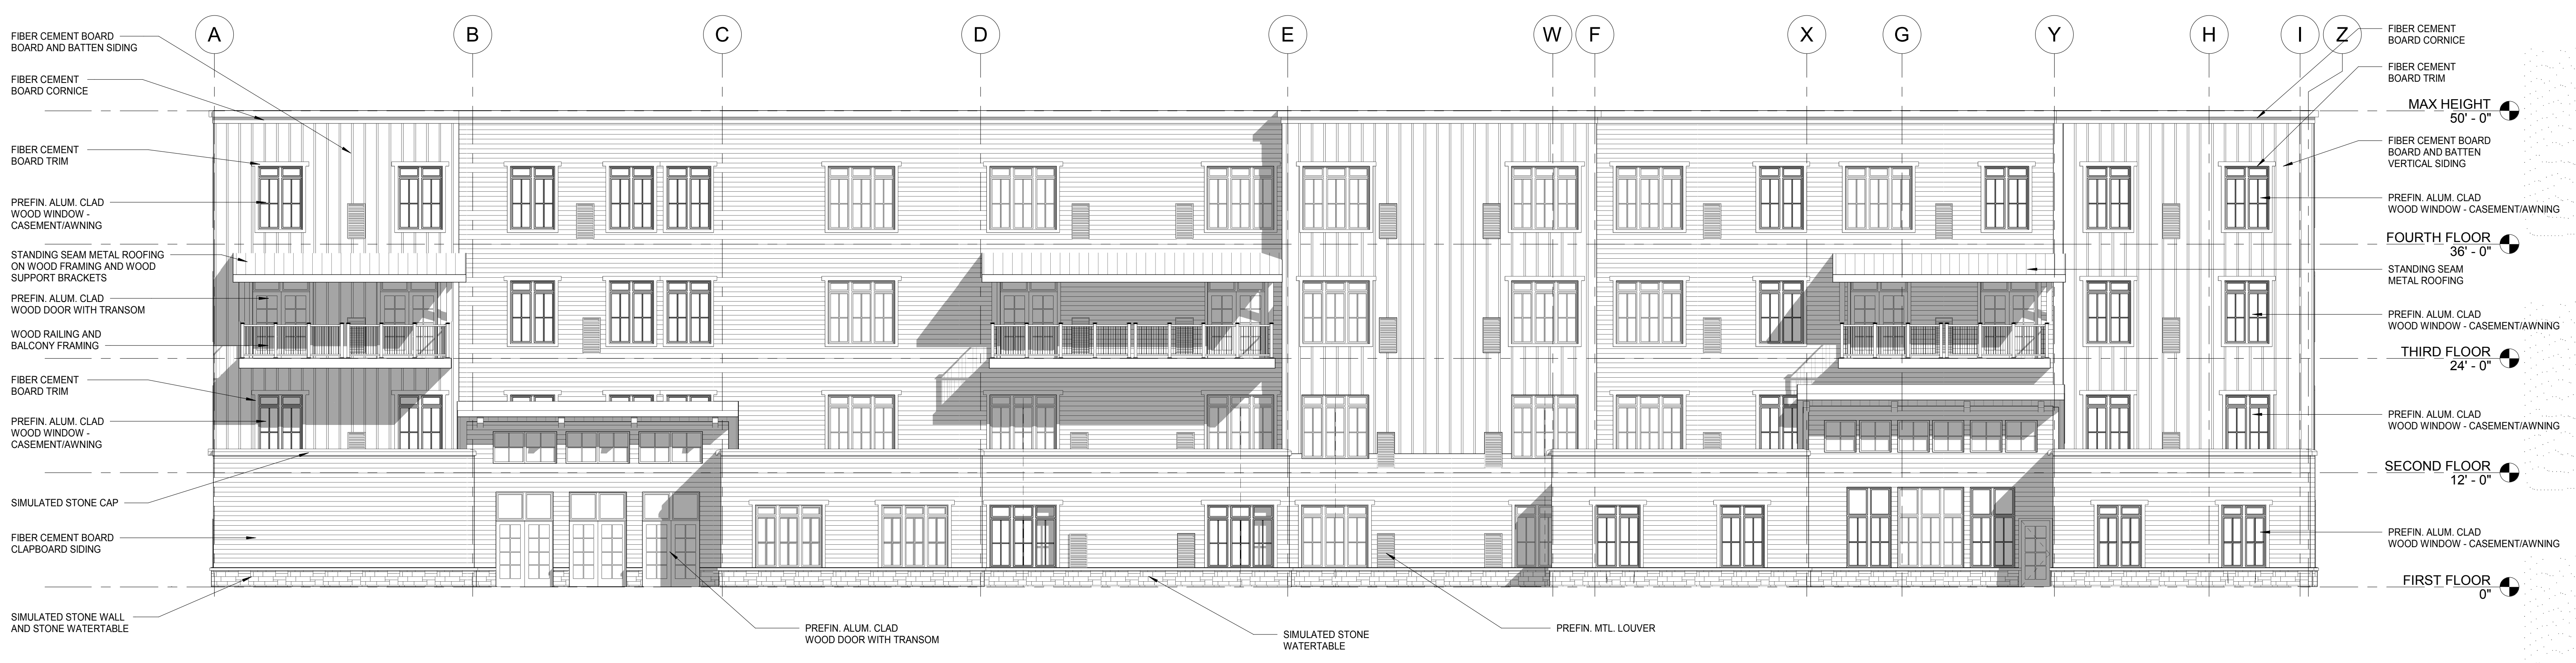 A B C D E W F X G Y H I Z
FIBER CEMENT BOARD
BOARD AND BATTEN SIDING
FIBER CEMENT
BOARD CORNICE
FIBER CEMENT
BOARD TRIM
PREFIN. ALUM. CLAD
WOOD WINDOW -
CASEMENT/AWNING
STANDING SEAM METAL ROOFING
ON WOOD FRAMING AND WOOD
SUPPORT BRACKETS
PREFIN. ALUM. CLAD
WOOD DOOR WITH TRANSOM
WOOD RAILING AND
BALCONY FRAMING
FIBER CEMENT
BOARD TRIM
PREFIN. ALUM. CLAD
WOOD WINDOW -
CASEMENT/AWNING
SIMULATED STONE CAP
FIBER CEMENT BOARD
CLAPBOARD SIDING
SIMULATED STONE WALL
AND STONE WATERTABLE
PREFIN. ALUM. CLAD
WOOD DOOR WITH TRANSOM
SIMULATED STONE
WATERTABLE
PREFIN. MTL. LOUVER
FIBER CEMENT
BOARD CORNICE
FIBER CEMENT
BOARD TRIM
MAX HEIGHT
50' - 0"
FIBER CEMENT BOARD
BOARD AND BATTEN
VERTICAL SIDING
PREFIN. ALUM. CLAD
WOOD WINDOW - CASEMENT/AWNING
FOURTH FLOOR
36' - 0"
STANDING SEAM
METAL ROOFING
PREFIN. ALUM. CLAD
WOOD WINDOW - CASEMENT/AWNING
THIRD FLOOR
24' - 0"
PREFIN. ALUM. CLAD
WOOD WINDOW - CASEMENT/AWNING
SECOND FLOOR
12' - 0"
PREFIN. ALUM. CLAD
WOOD WINDOW - CASEMENT/AWNING
FIRST FLOOR
0"